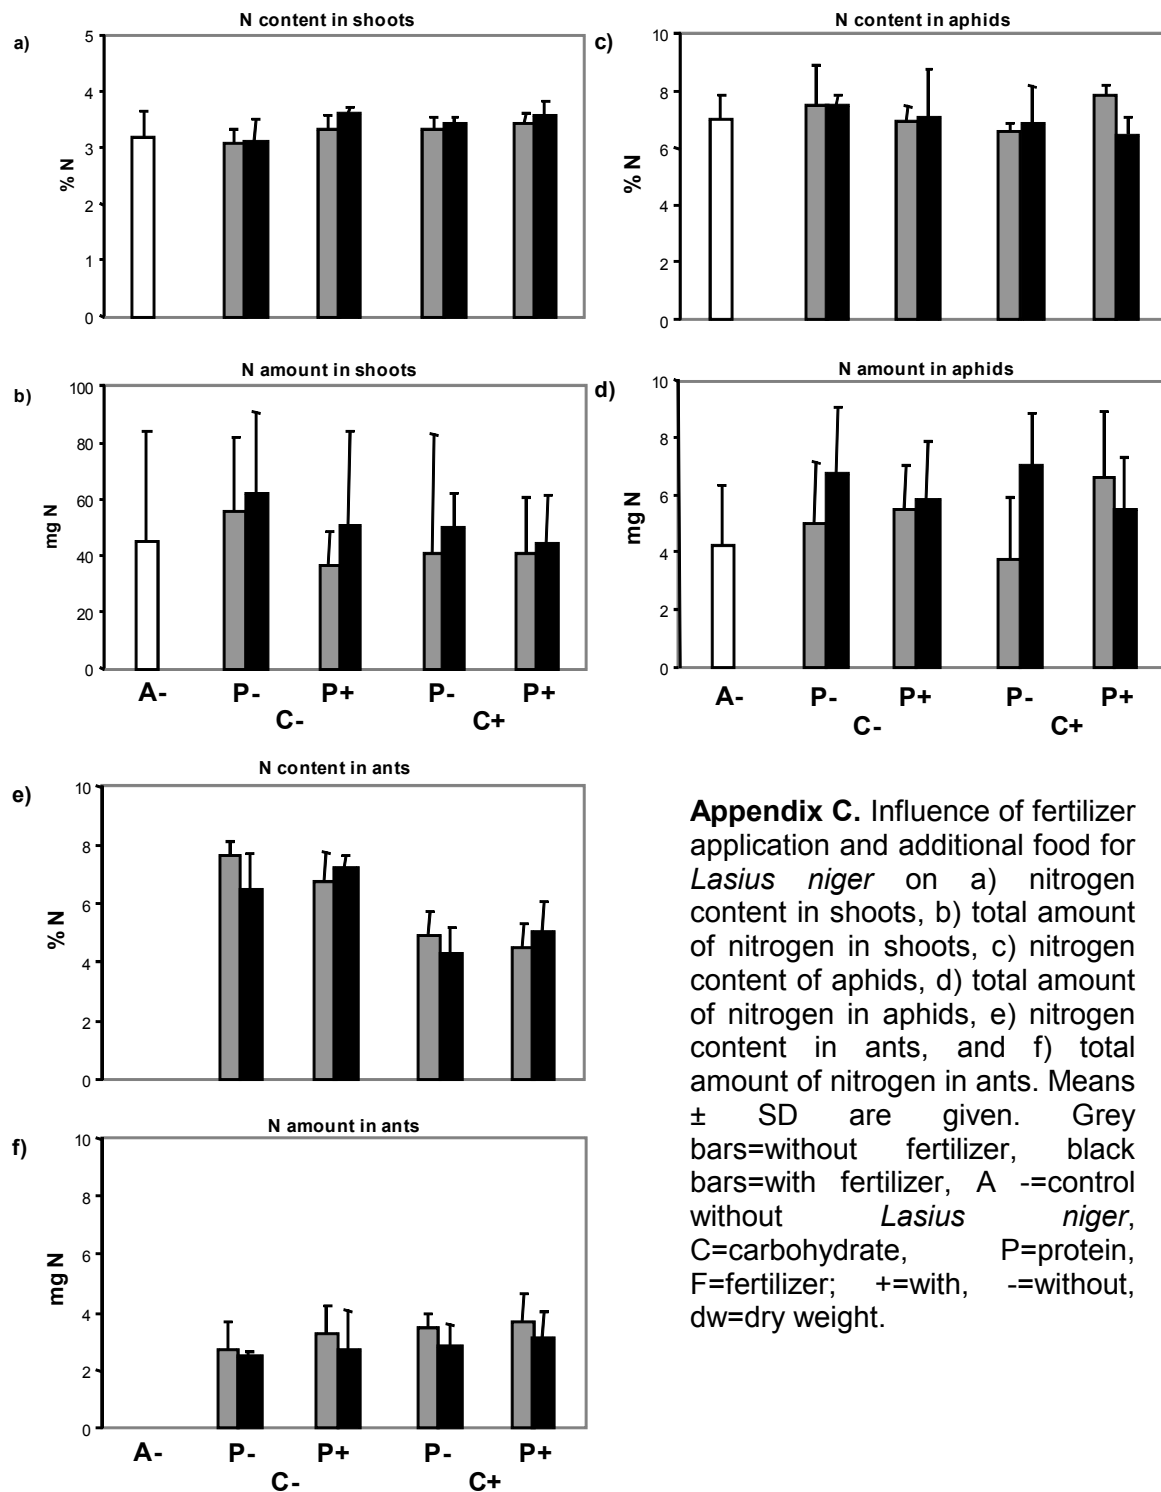 N content in shoots
a)
5
4
3
2
1
0
% N
N content in aphids
c)
10
8
6
4
2
0
% N
N amount in shoots
b)
100
80
60
40
20
0
mg N
A- P- P+ P- P+
C- C+
N amount in aphids
d)
10
8
6
4
2
0
mg N
A- P- P+ P- P+
C- C+
N content in ants
e)
10
8
6
4
2
0
% N
N amount in ants
f)
10
8
6
4
2
0
mg N
A- P- P+ P- P+
C- C+
Appendix C. Influence of fertilizer
application and additional food for
Lasius niger on a) nitrogen
content in shoots, b) total amount
of nitrogen in shoots, c) nitrogen
content of aphids, d) total amount
of nitrogen in aphids, e) nitrogen
content in ants, and f) total
amount of nitrogen in ants. Means
± SD are given. Grey
bars=without fertilizer, black
bars=with fertilizer, A -=control
without Lasius niger,
C=carbohydrate, P=protein,
F=fertilizer; +=with, -=without,
dw=dry weight.